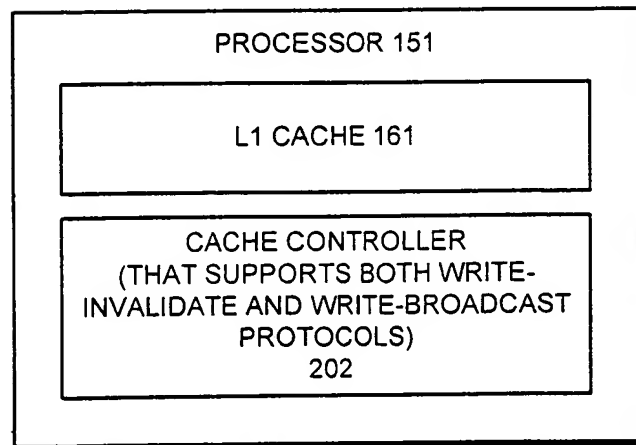 PROCESSOR 151
L1 CACHE 161
CACHE CONTROLLER
(THAT SUPPORTS BOTH WRITE-
INVALIDATE AND WRITE-BROADCAST
PROTOCOLS)
202